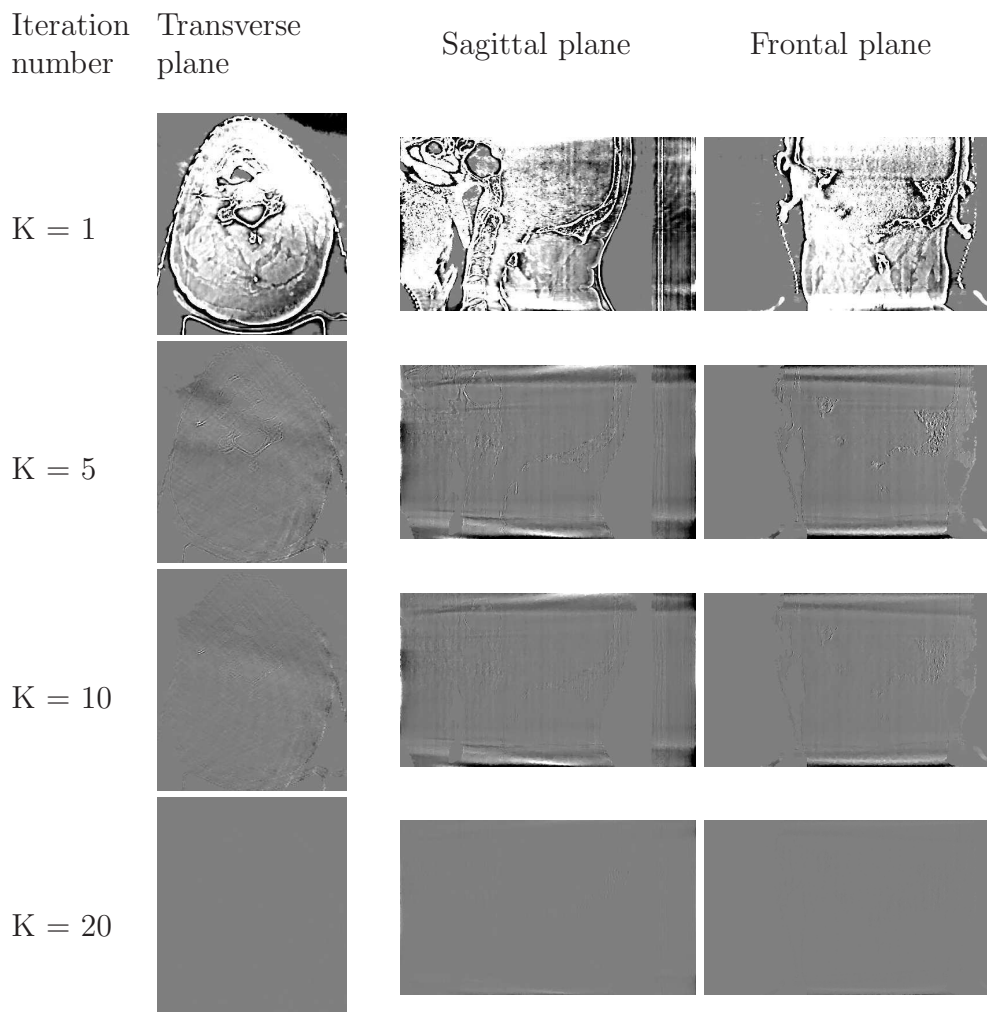 Iteration number
Transverse plane
Sagittal plane
Frontal plane
K = 1
K = 5
K = 10
K = 20